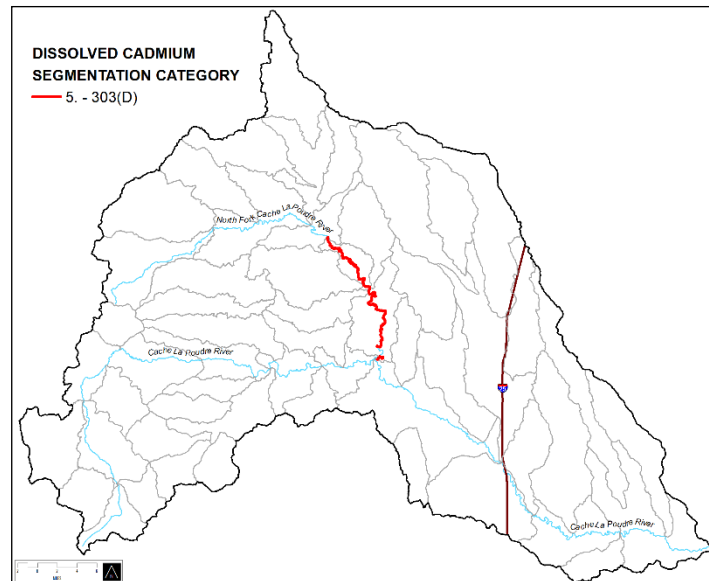 DISSOLVED CADMIUM
SEGMENTATION CATEGORY
5. - 303(D)
North Fork Cache La Poudre River
Cache La Poudre River
25
Cache La Poudre River